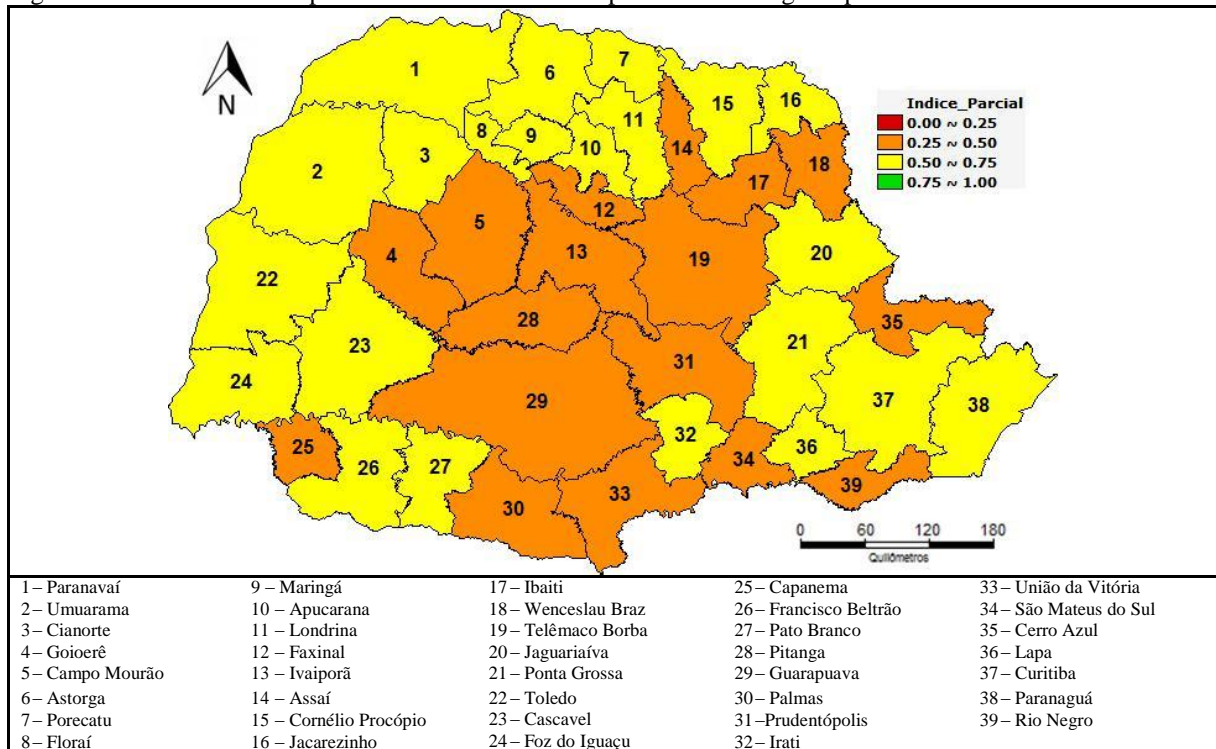 N
Indice_Parcial
0.00 ~ 0.25
0.25 ~ 0.50
0.50 ~ 0.75
0.75 ~ 1.00
1
2
3
4
5
6
7
8
9
10
11
12
13
14
15
16
17
18
19
20
21
22
23
24
25
26
27
28
29
30
31
32
33
34
35
36
37
38
39
0 60 120 180
Quilômetros
1– Paranavaí
2– Umuarama
3– Cianorte
4– Goioerê
5– Campo Mourão
6– Astorga
7– Porecatu
8– Floraí
9 – Maringá
10 – Apucarana
11 – Londrina
12 – Faxinal
13 – Ivaiporã
14 – Assaí
15 – Cornélio Procópio
16 – Jacarezinho
17 – Ibaiti
18 – Wenceslau Braz
19 – Telêmaco Borba
20 – Jaguariaíva
21 – Ponta Grossa
22 – Toledo
23 – Cascavel
24 – Foz do Iguaçu
25 – Capanema
26 – Francisco Beltrão
27 – Pato Branco
28 – Pitanga
29 – Guarapuava
30 – Palmas
31–Prudentópolis
32– Irati
33 – União da Vitória
34 – São Mateus do Sul
35 – Cerro Azul
36 – Lapa
37 – Curitiba
38 – Paranaguá
39 – Rio Negro